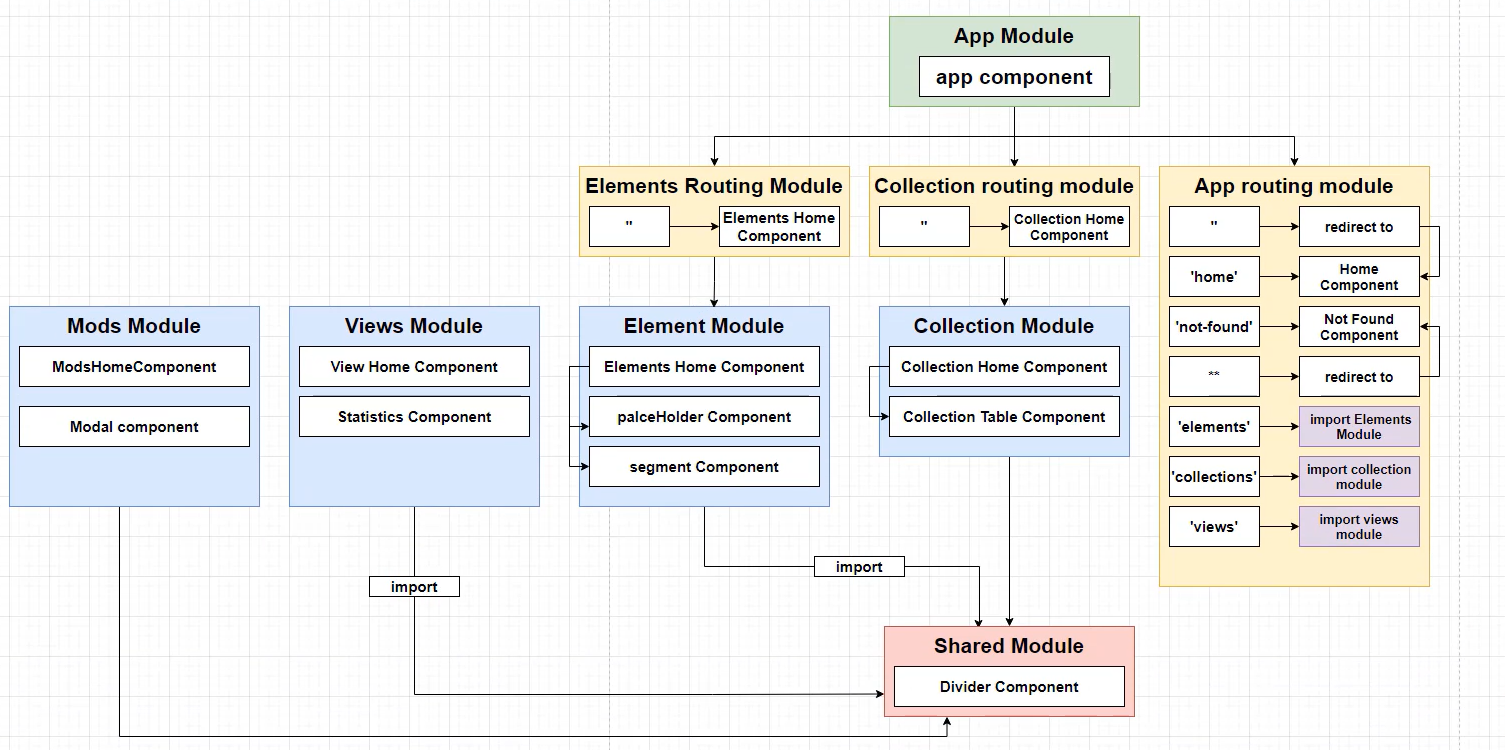 App Module
app component
Elements Routing Module
"
Elements Home
Component
Collection routing module
"
Collection Home
Component
App routing module
"
redirect to
'home'
Home
Component
'not-found'
Not Found
Component
**
redirect to
'elements'
import Elements
Module
'collections'
import collection
module
'views'
import views
module
Mods Module
ModsHomeComponent
Modal component
Views Module
View Home Component
Statistics Component
Element Module
Elements Home Component
palceHolder Component
segment Component
Collection Module
Collection Home Component
Collection Table Component
import
import
Shared Module
Divider Component